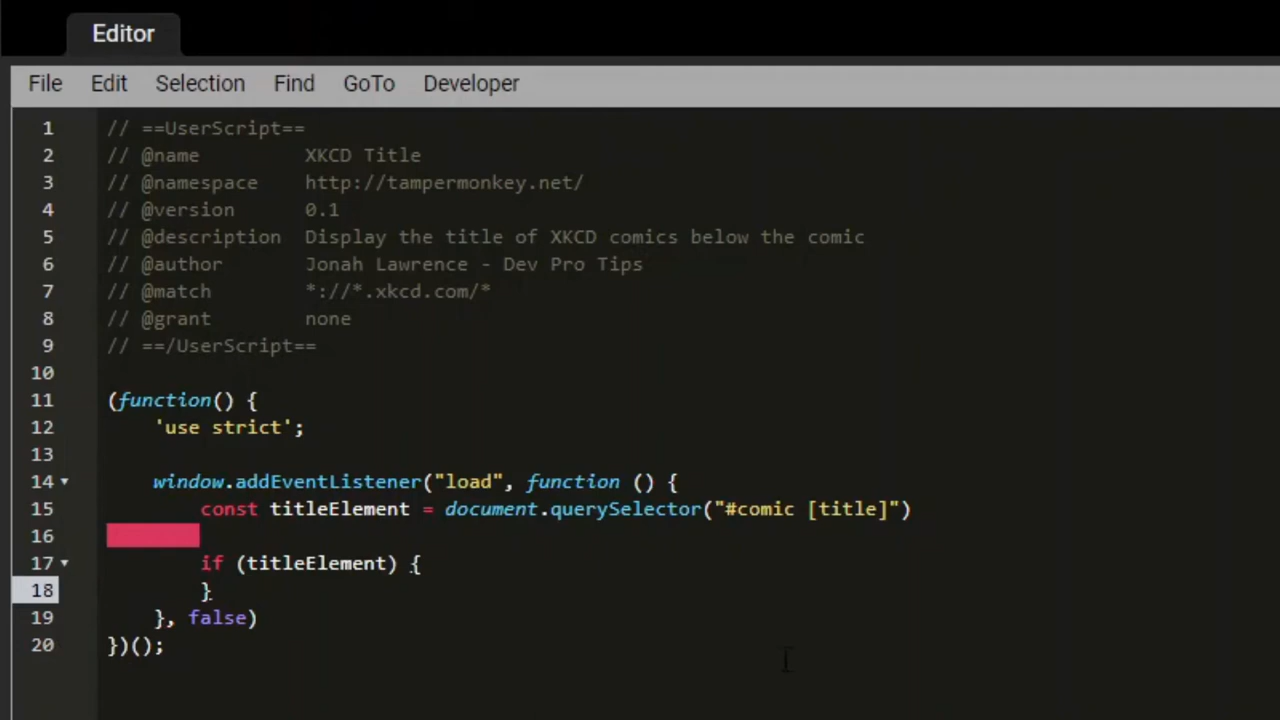 Editor
File Edit Selection Find GoTo Developer
1 // ==UserScript==
2 // @name         XKCD Title
3 // @namespace    http://tampermonkey.net/
4 // @version      0.1
5 // @description  Display the title of XKCD comics below the comic
6 // @author       Jonah Lawrence - Dev Pro Tips
7 // @match        *://*.xkcd.com/*
8 // @grant        none
9 // ==/UserScript==
10
11 (function() {
12     'use strict';
13
14     window.addEventListener("load", function () {
15         const titleElement = document.querySelector("#comic [title]")
16
17         if (titleElement) {
18         }
19     }, false)
20 })();